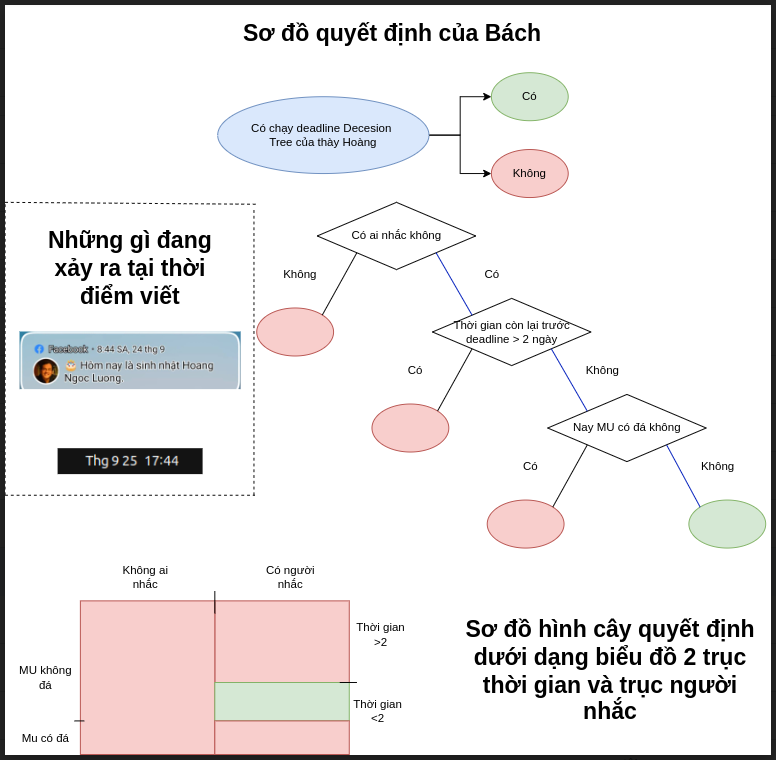 Sơ đồ quyết định của Bách
Có chạy deadline Decesion
Tree của thày Hoàng
Có
Không
Có ai nhắc không
Không
Có
Những gì đang
xảy ra tại thời
điểm viết
Facebook • 8 44 SA, 24 thg 9
Hôm nay là sinh nhật Hoang
Ngoc Luong.
Thg 9 25 17:44
Thời gian còn lại trước
deadline > 2 ngày
Có
Không
Nay MU có đá không
Có
Không
Không ai
nhắc
Có người
nhắc
Thời gian
>2
MU không
đá
Thời gian
<2
Mu có đá
Sơ đồ hình cây quyết định
dưới dạng biểu đồ 2 trục
thời gian và trục người
nhắc